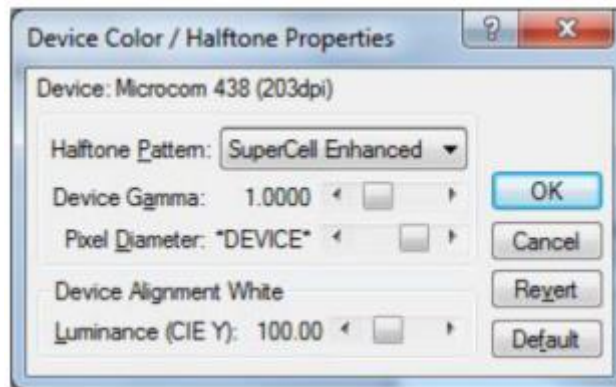 Device Color / Halftone Properties
Device: Microcom 438 (203dpi)
Halftone Pattern: SuperCell Enhanced
Device Gamma: 1.0000
OK
Pixel Diameter: *DEVICE*
Cancel
Device Alignment White
Revert
Luminance (CIE Y): 100.00
Default